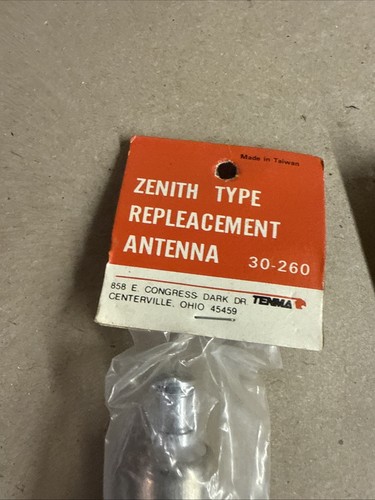 Made in Taiwan
ZENITH TYPE
REPLEACEMENT
ANTENNA
30-260
858 E. CONGRESS DARK DR. TENMA
CENTERVILLE, OHIO 45459